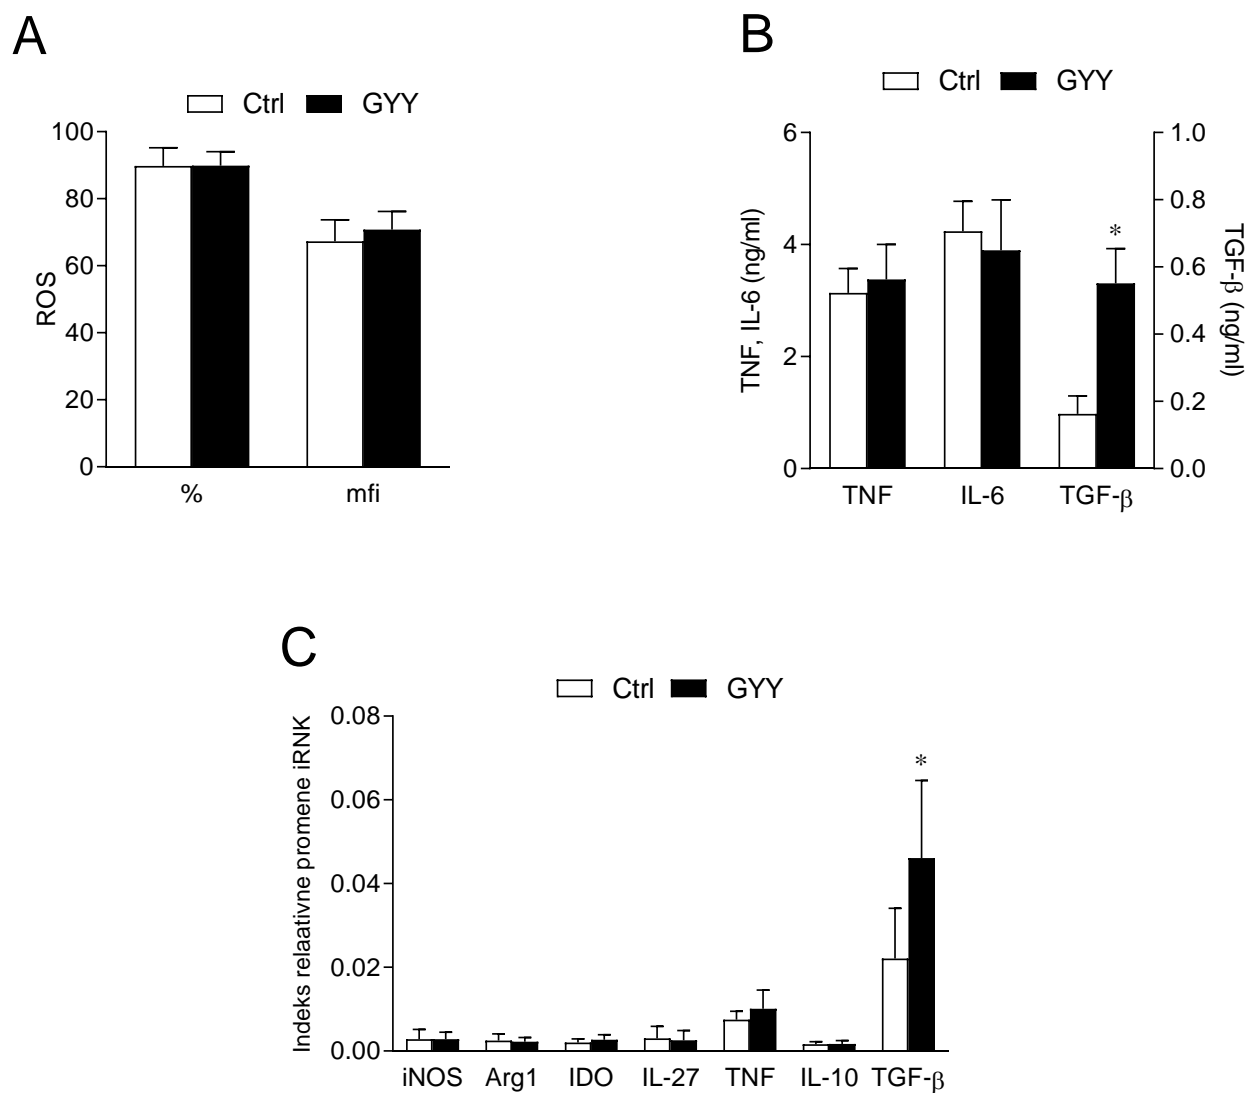 A
Ctrl GYY
ROS
100
80
60
40
20
0
% mfi
B
Ctrl GYY
TNF, IL-6 (ng/ml)
6
4
2
0
1.0
0.8
0.6
0.4
0.2
0.0
TGF-β (ng/ml)
*
TNF IL-6 TGF-β
C
Ctrl GYY
Indeks relaativne promene iRNK
0.08
0.06
0.04
0.02
0.00
*
iNOS Arg1 IDO IL-27 TNF IL-10 TGF-β